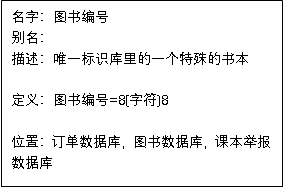 名字：图书编号
别名：
描述：唯一标识库里的一个特殊的书本
定义：图书编号=8{字符}8
位置：订单数据库，图书数据库，课本举报
数据库